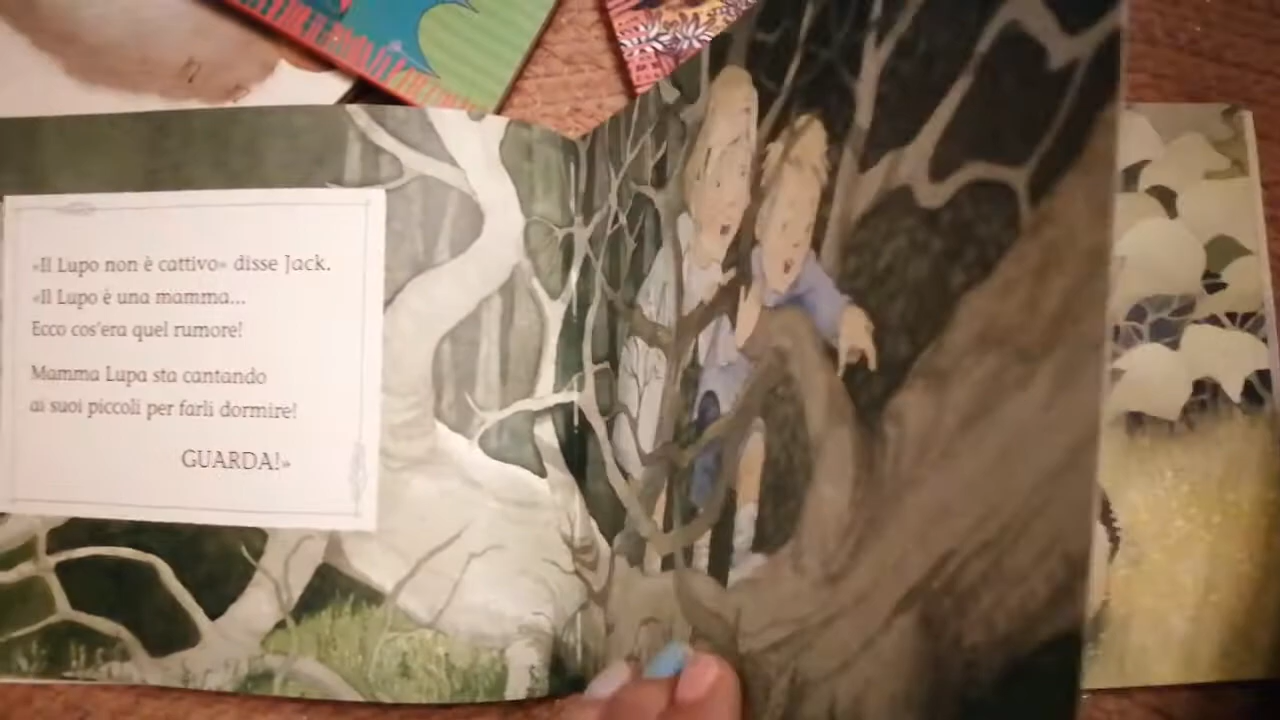 «Il Lupo non è cattivo» disse Jack.
«Il Lupo è una mamma...
Ecco cos'era quel rumore!
Mamma Lupa sta cantando
ai suoi piccoli per farli dormire!
GUARDA!»